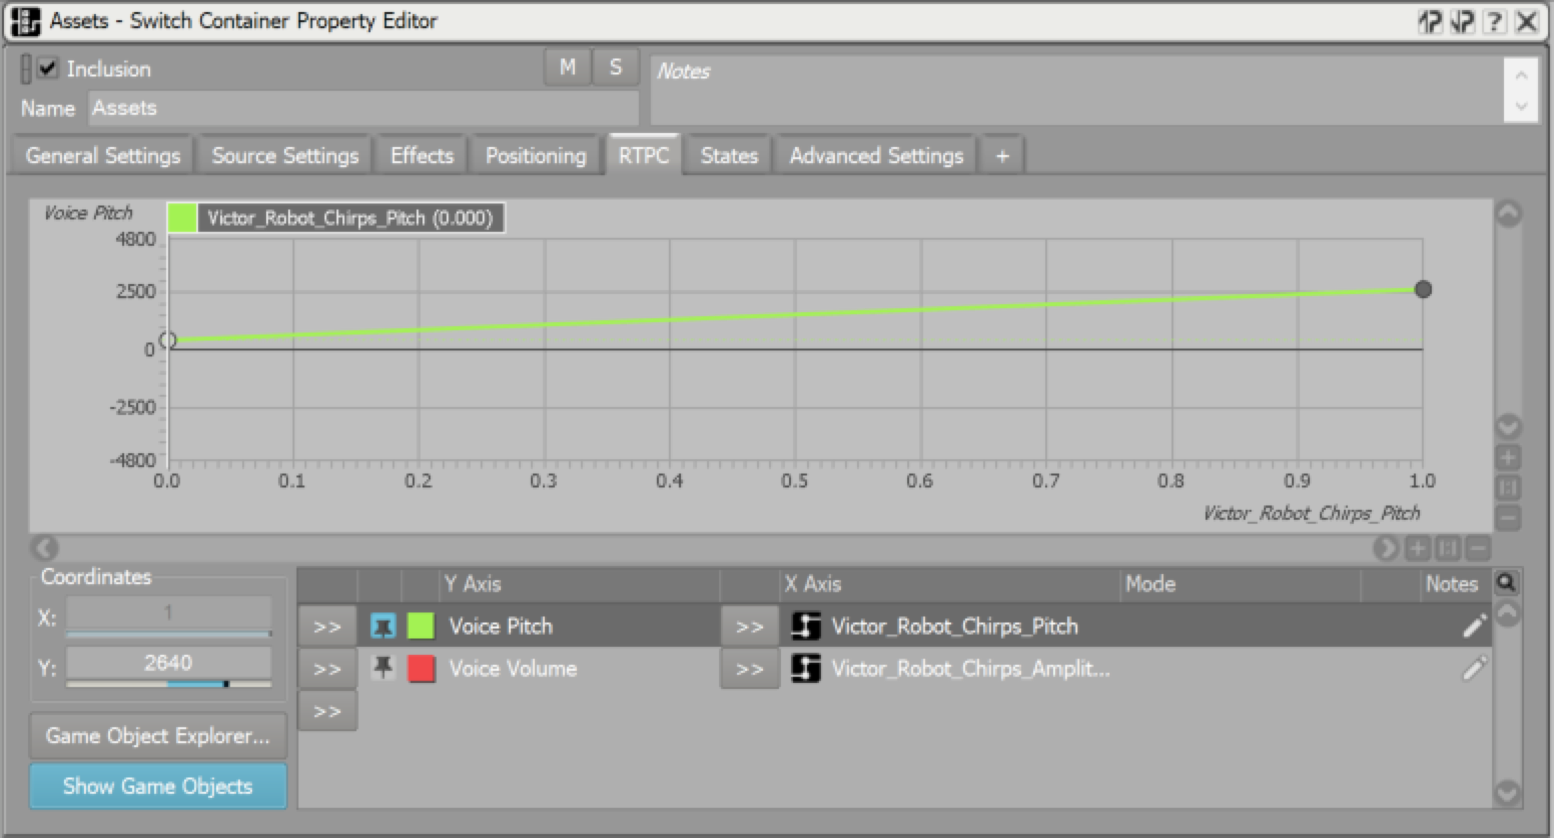 Assets - Switch Container Property Editor
Inclusion
M
S
Notes
Name
Assets
General Settings
Source Settings
Effects
Positioning
RTPC
States
Advanced Settings
+
Voice Pitch
Victor_Robot_Chirps_Pitch (0.000)
4800
2500
0
-2500
-4800
0.0 0.1 0.2 0.3 0.4 0.5 0.6 0.7 0.8 0.9 1.0
Victor_Robot_Chirps_Pitch
Coordinates
X: 1
Y: 2640
Game Object Explorer...
Show Game Objects
Y Axis X Axis Mode Notes
>> Voice Pitch >> Victor_Robot_Chirps_Pitch
>> Voice Volume >> Victor_Robot_Chirps_Amplit...
>>